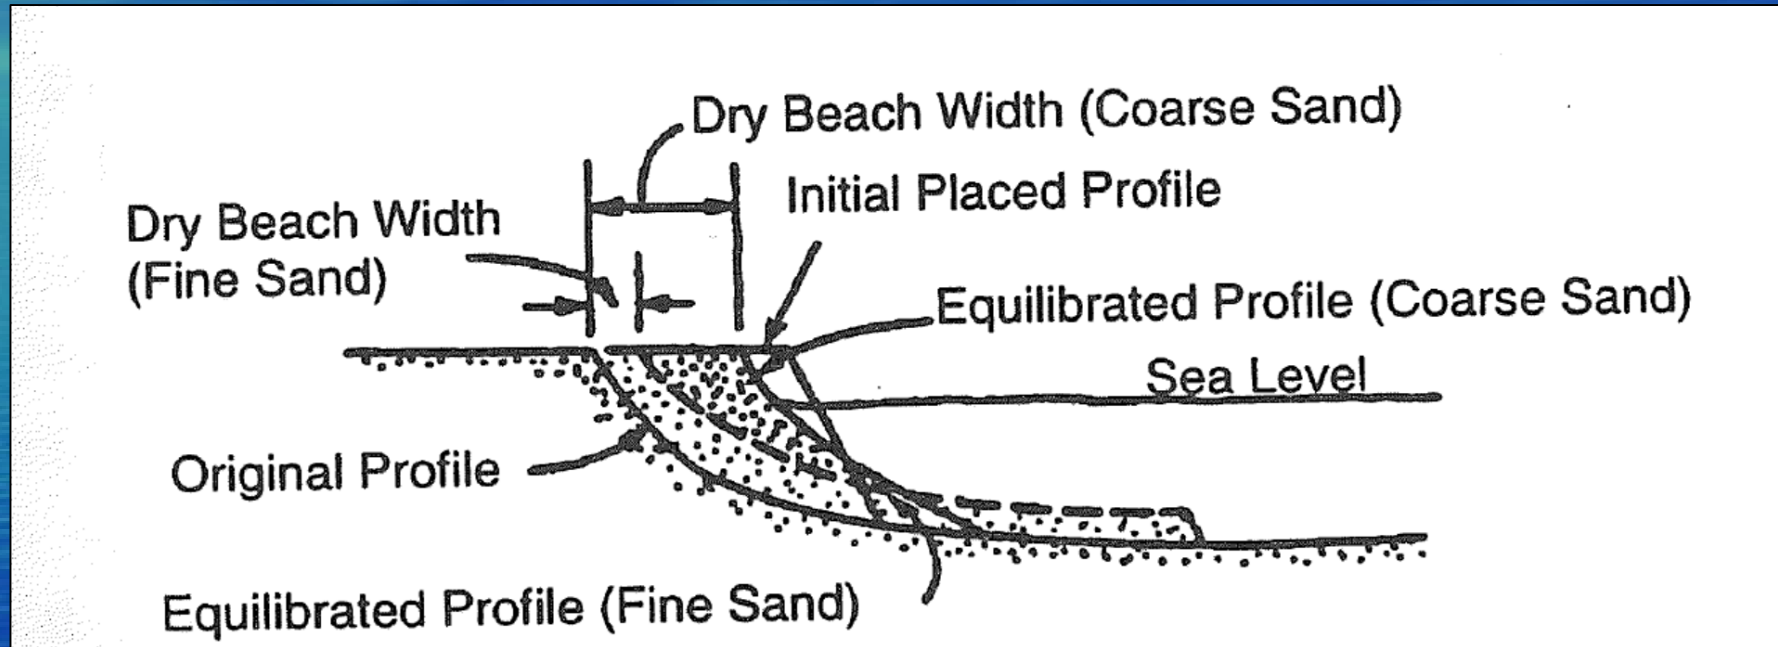 Dry Beach Width (Coarse Sand)
Initial Placed Profile
Dry Beach Width
(Fine Sand)
Equilibrated Profile (Coarse Sand)
Sea Level
Original Profile
Equilibrated Profile (Fine Sand)